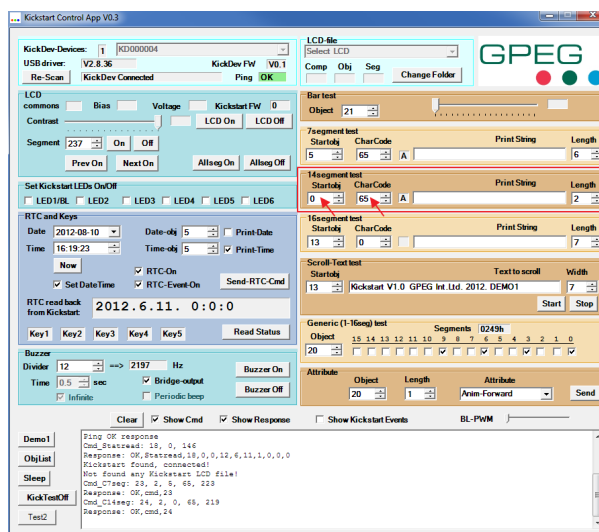 Kickstart Control App V0.3
KickDev-Devices: 1 KD000004
USB driver: V2.8.36 KickDev FW V0.1
Re-Scan KickDev Connected Ping OK
LCD-file
Select LCD
Comp Obj Seg
Change Folder
GPEG
LCD
commons Bias Voltage Kickstart FW 0
Contrast LCD On LCD Off
Segment 237 On Off
Prev On Next On Allseg On Allseg Off
Bar test
Object 21
7segment test
Startobj CharCode Print String Length
5 65 A 6
14segment test
Startobj CharCode Print String Length
0 65 A 2
16segment test
Startobj CharCode Print String Length
13 0 7
Set Kickstart LEDs On/Off
LED1/BL LED2 LED3 LED4 LED5 LED6
RTC and Keys
Date 2012-08-10 Date-obj 5 Print-Date
Time 16:19:23 Time-obj 5 Print-Time
Now RTC-On
Set DateTime RTC-Event-On Send-RTC-Cmd
RTC read back
from Kickstart: 2012.6.11. 0:0:0
Key1 Key2 Key3 Key4 Key5 Read Status
Scroll-Text test
Startobj Text to scroll Width
13 Kickstart V1.0 GPEG Int.Ltd. 2012. DEMO1 7
Start Stop
Generic (1-16seg) test
Object Segments 0249h
15 14 13 12 11 10 9 8 7 6 5 4 3 2 1 0
20
Buzzer
Divider 12 ==> 2197 Hz Buzzer On
Time 0.5 sec Bridge-output Buzzer Off
Infinite Periodic beep
Attribute
Object Length Attribute
20 1 Anim-Forward Send
Clear Show Cmd Show Response Show Kickstart Events BL-PWM
Demo1
ObjList
Sleep
KickTestOff
Test2
Ping OK response
Cmd_Statread: 18, 0, 146
Response: OK,Statread,18,0,0,12,6,11,1,0,0,0
Kickstart found, connected!
Not found any Kickstart LCD file!
Cmd_C7seg: 23, 2, 5, 65, 223
Response: OK,cmd,23
Cmd_C14seg: 24, 2, 0, 65, 219
Response: OK,cmd,24